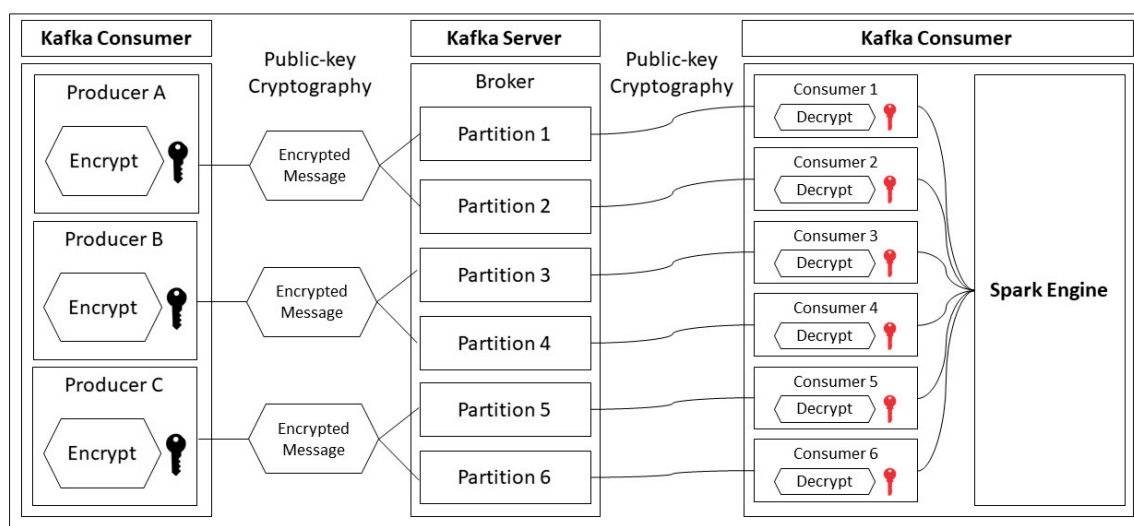 Kafka Consumer
Producer A
Encrypt
Producer B
Encrypt
Producer C
Encrypt
Public-key
Cryptography
Encrypted
Message
Encrypted
Message
Encrypted
Message
Kafka Server
Broker
Partition 1
Partition 2
Partition 3
Partition 4
Partition 5
Partition 6
Public-key
Cryptography
Kafka Consumer
Consumer 1
Decrypt
Consumer 2
Decrypt
Consumer 3
Decrypt
Consumer 4
Decrypt
Consumer 5
Decrypt
Consumer 6
Decrypt
Spark Engine